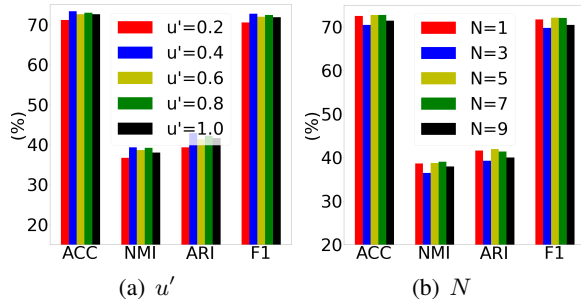 70
60
50
40
30
20
(%)
u'=0.2
u'=0.4
u'=0.6
u'=0.8
u'=1.0
ACC NMI ARI F1
(a) u′
70
60
50
40
30
20
(%)
N=1
N=3
N=5
N=7
N=9
ACC NMI ARI F1
(b) N